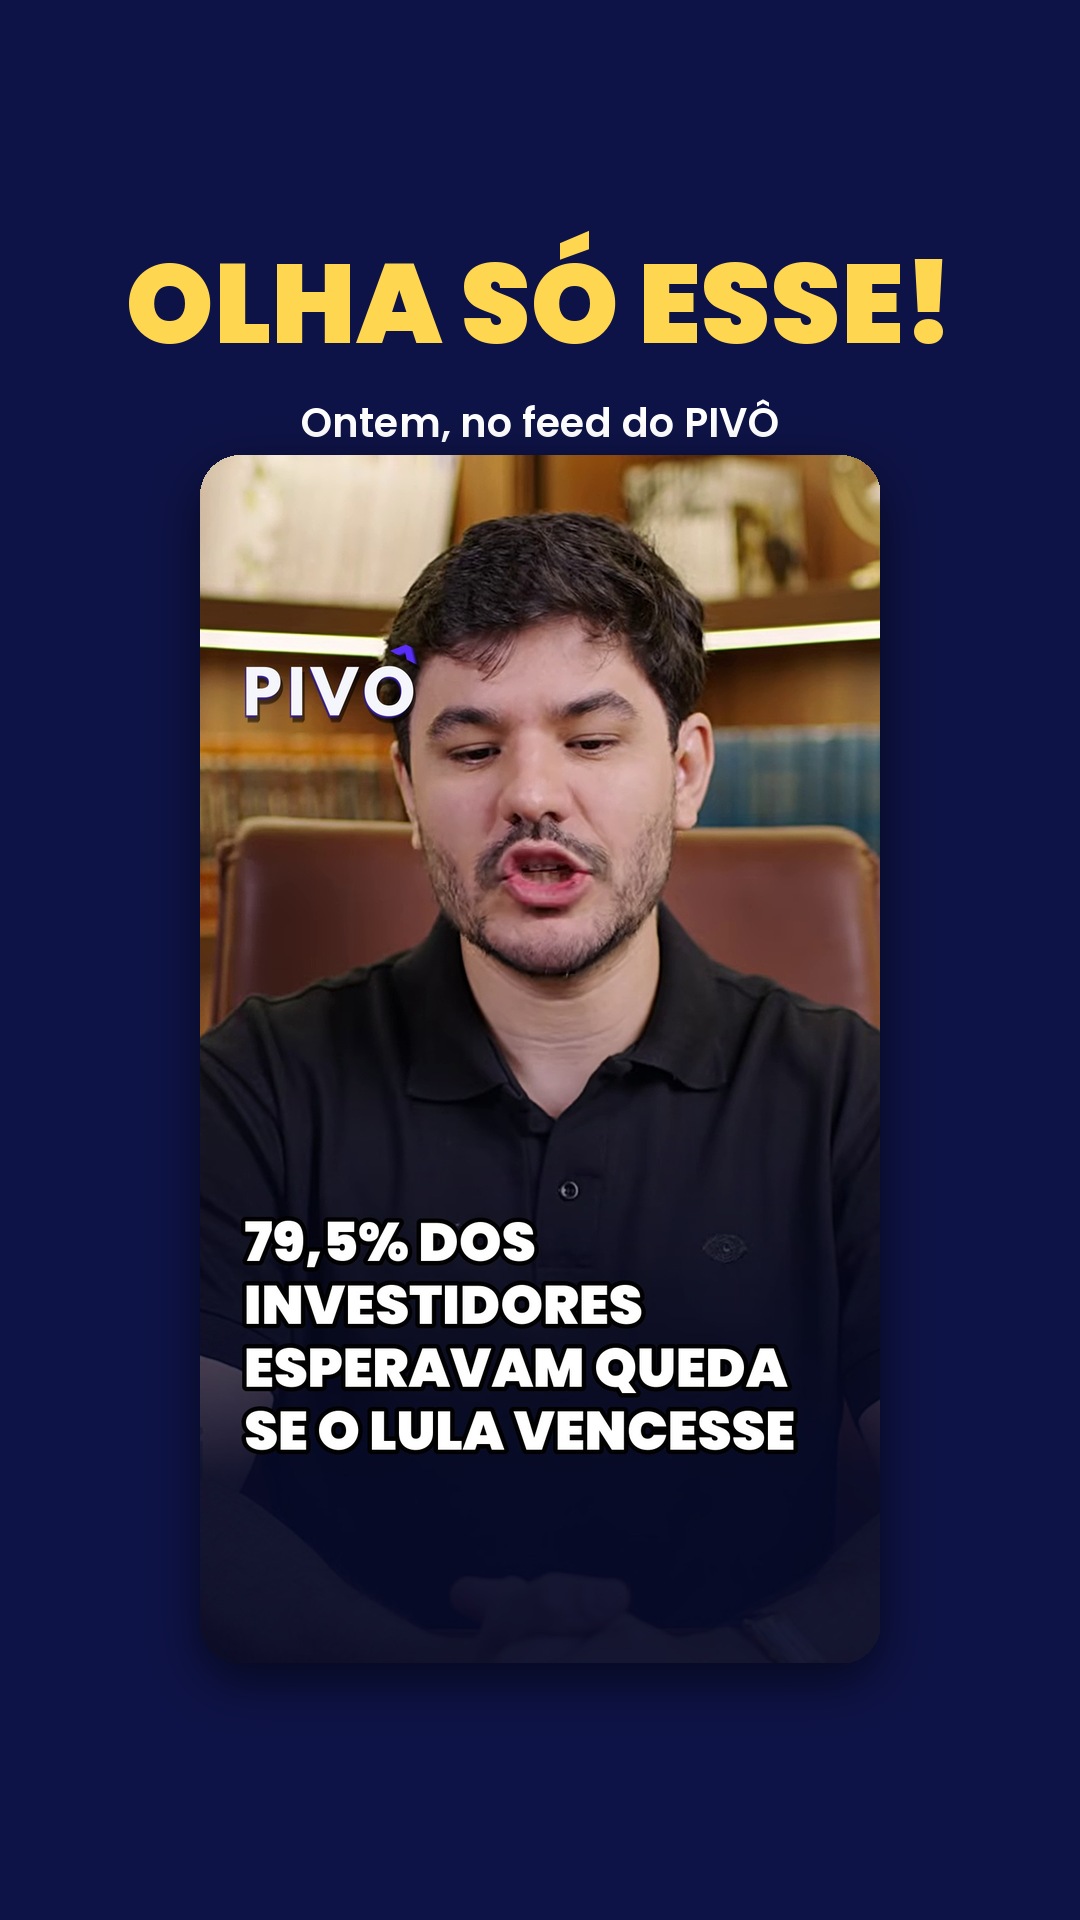 OLHA SÓ ESSE!
Ontem, no feed do PIVÔ
PIVÔ
79,5% DOS
INVESTIDORES
ESPERAVAM QUEDA
SE O LULA VENCESSE